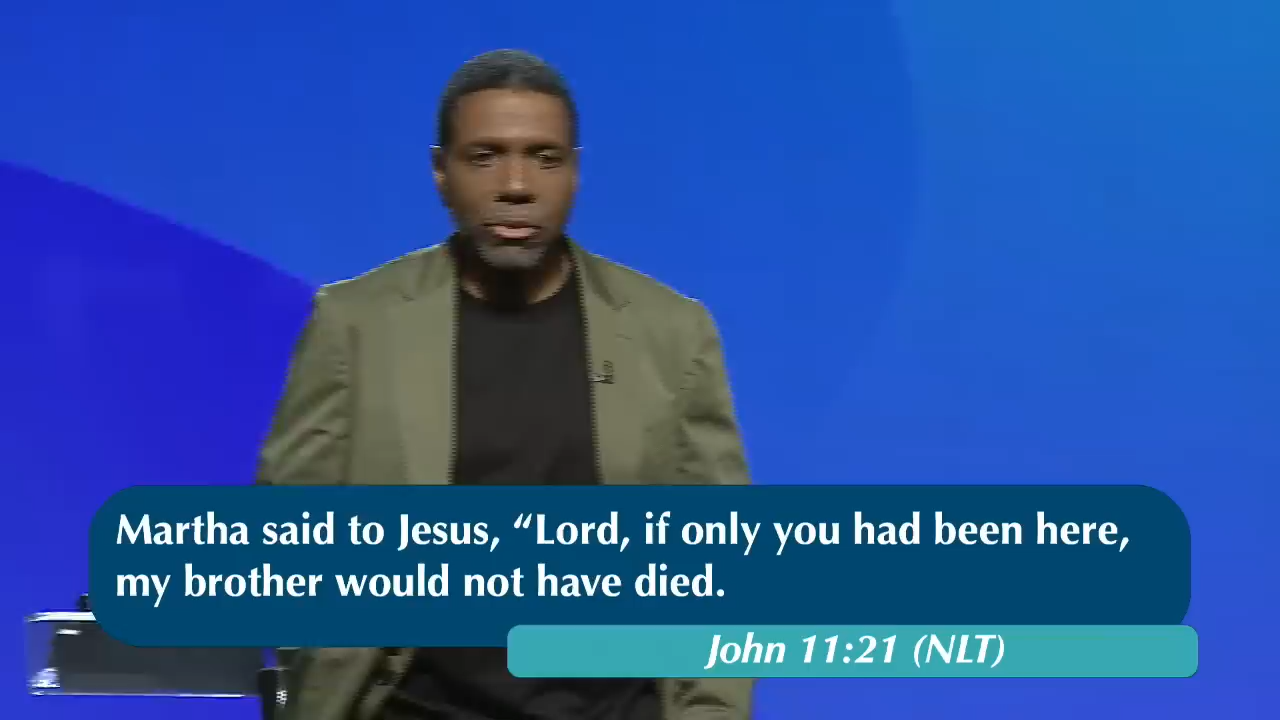 Martha said to Jesus, “Lord, if only you had been here,
my brother would not have died.
John 11:21 (NLT)